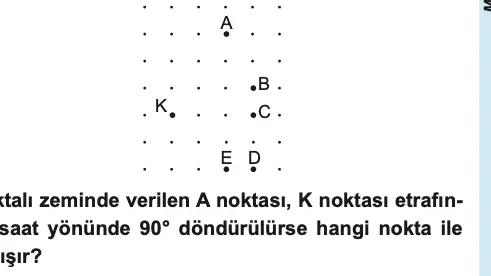 A
B
K
C
E D
ktalı zeminde verilen A noktası, K noktası etrafın-
saat yönünde 90° döndürülürse hangi nokta ile
ışır?